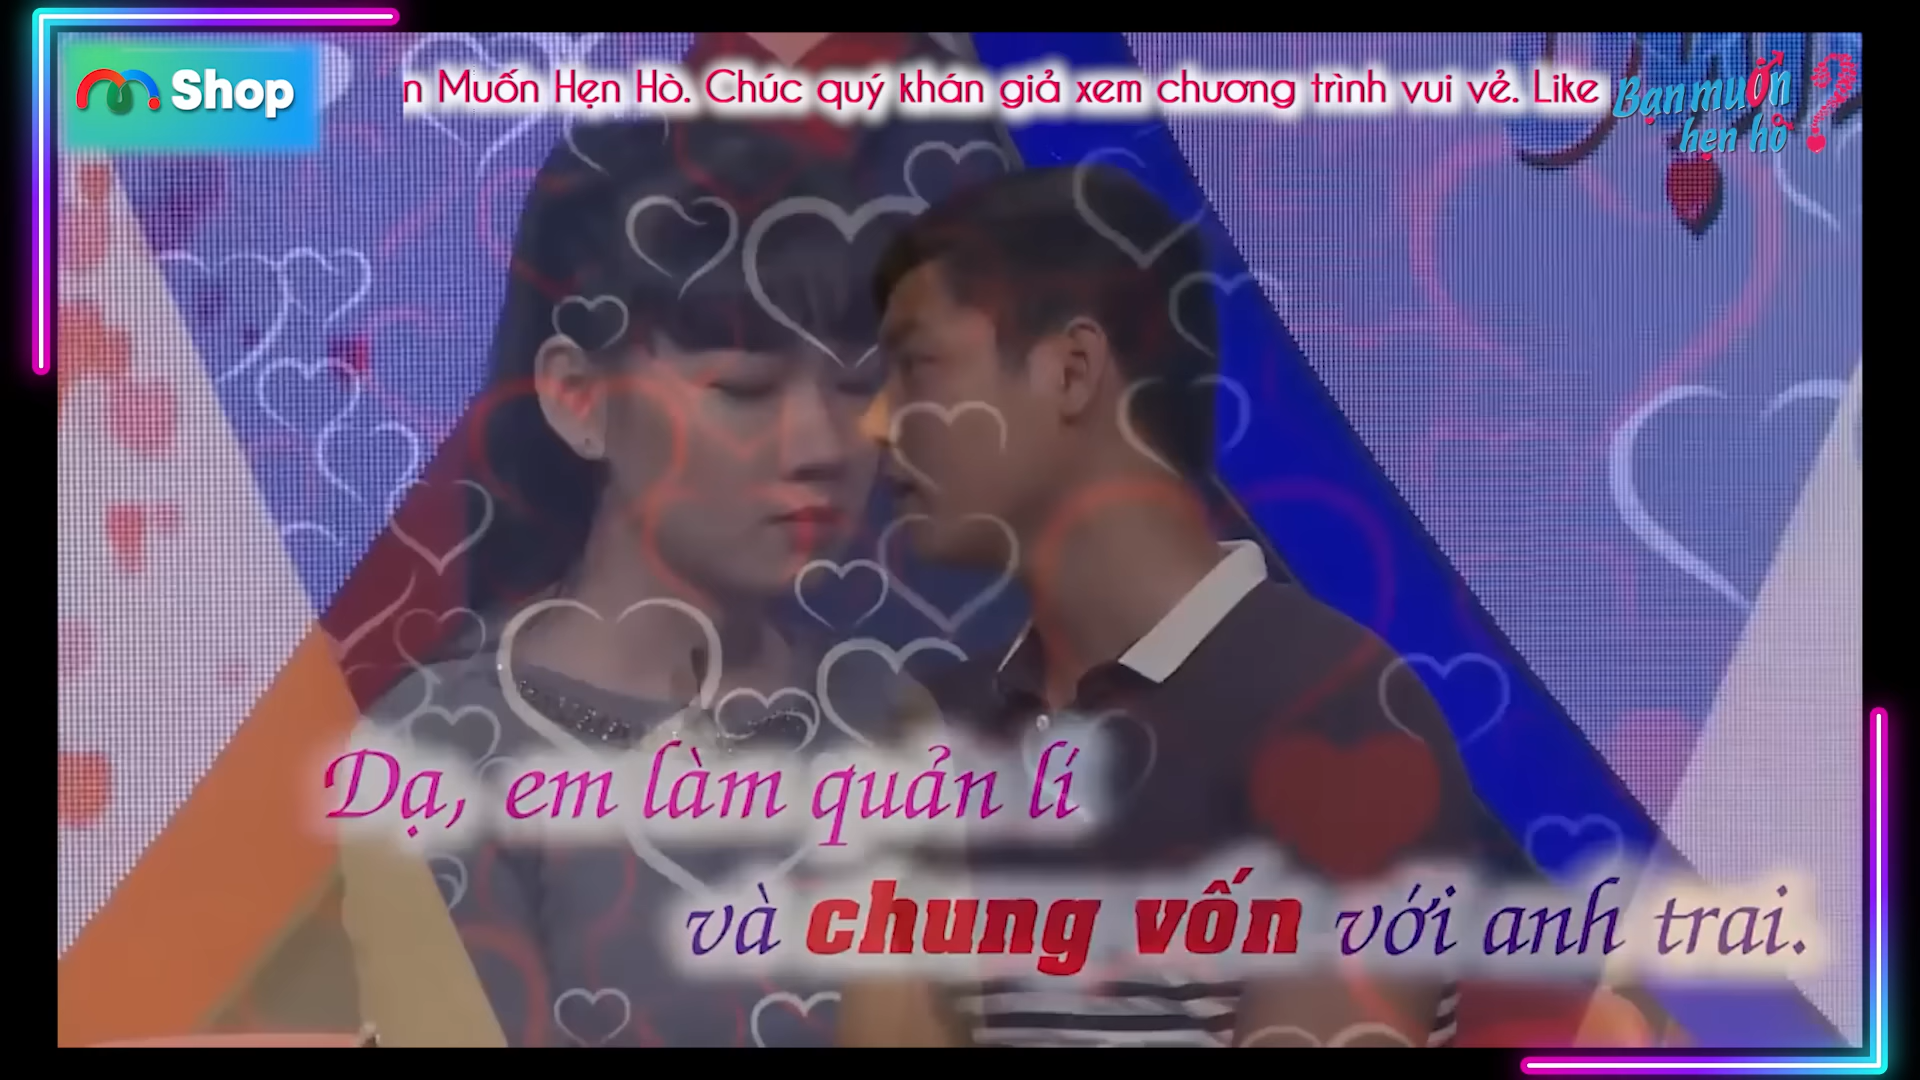 Shop
n Muốn Hẹn Hò. Chúc quý khán giả xem chương trình vui vẻ. Like
Bạn muốn
hẹn hò
Dạ, em làm quản lí
và chung vốn với anh trai.